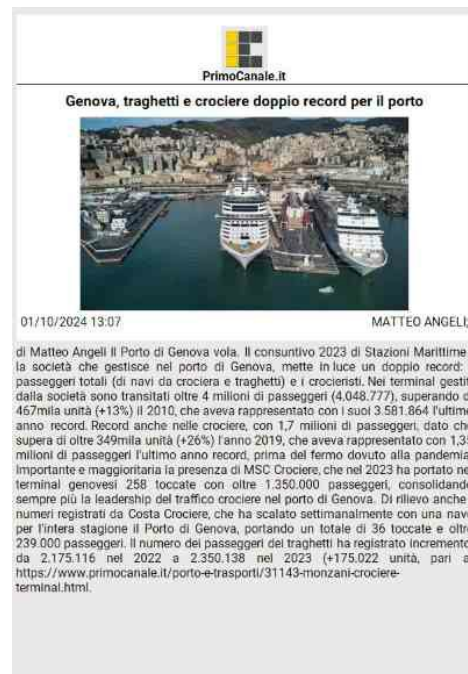 PrimoCanale.it
Genova, traghetti e crociere doppio record per il porto
01/10/2024 13:07
MATTEO ANGELI;
di Matteo Angeli Il Porto di Genova vola. Il consuntivo 2023 di Stazioni Marittime
la società che gestisce nel porto di Genova, mette in luce un doppio record:
passeggeri totali (di navi da crociera e traghetti) e i crocieristi. Nei terminal
dalla società sono transitati oltre 4 milioni di passeggeri (4.048.777), superando
467mila unità (+13%) il 2010, che aveva rappresentato con i suoi 3.581.864
anno record. Record anche nelle crociere, con 1,7 milioni di passeggeri, dato
supera di oltre 349mila unità (+26%) l'anno 2019, che aveva rappresentato con
milioni di passeggeri l'ultimo anno record, prima del fermo dovuto alla pandemia
Importante e maggioritaria la presenza di MSC Crociere, che nel 2023 ha portato
terminal genovesi 258 toccate con oltre 1.350.000 passeggeri,
sempre più la leadership del traffico crociere nel porto di Genova. Di rilievo anche
numeri registrati da Costa Crociere, che ha scalato settimanalmente con una
per l'intera stagione il Porto di Genova, portando un totale di 36 toccate e
239.000 passeggeri. Il numero dei passeggeri dei traghetti ha registrato
da 2.175.116 nel 2022 a 2.350.138 nel 2023 (+175.022 unità, pari
https://www.primocanale.it/porto-e-trasporti/31143-monzani-crociere-
terminal.html.